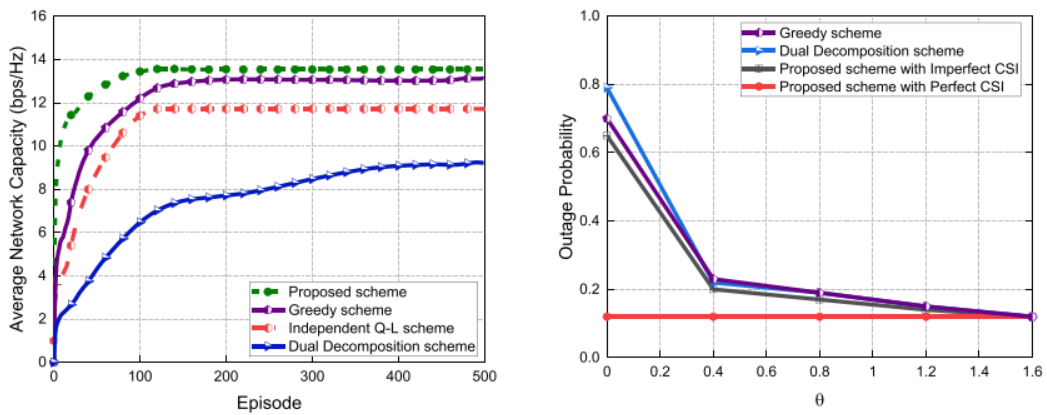 Average Network Capacity (bps/Hz)
16
14
12
10
8
6
4
2
0
0
100
200
300
400
500
Episode
Proposed scheme
Greedy scheme
Independent Q-L scheme
Dual Decomposition scheme
Outage Probability
1.0
0.8
0.6
0.4
0.2
0.0
0
0.2
0.4
0.6
0.8
1.0
1.2
1.4
1.6
θ
Greedy scheme
Dual Decomposition scheme
Proposed scheme with Imperfect CSI
Proposed scheme with Perfect CSI